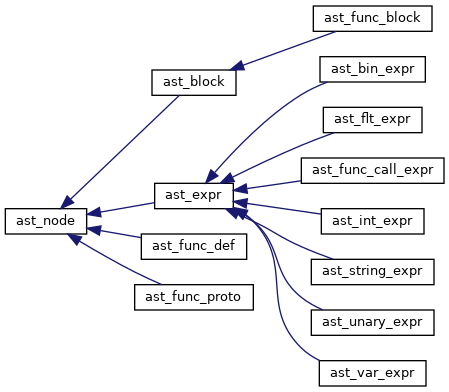 ast_func_block
ast_bin_expr
ast_block
ast_flt_expr
ast_func_call_expr
ast_expr
ast_node
ast_int_expr
ast_func_def
ast_string_expr
ast_func_proto
ast_unary_expr
ast_var_expr